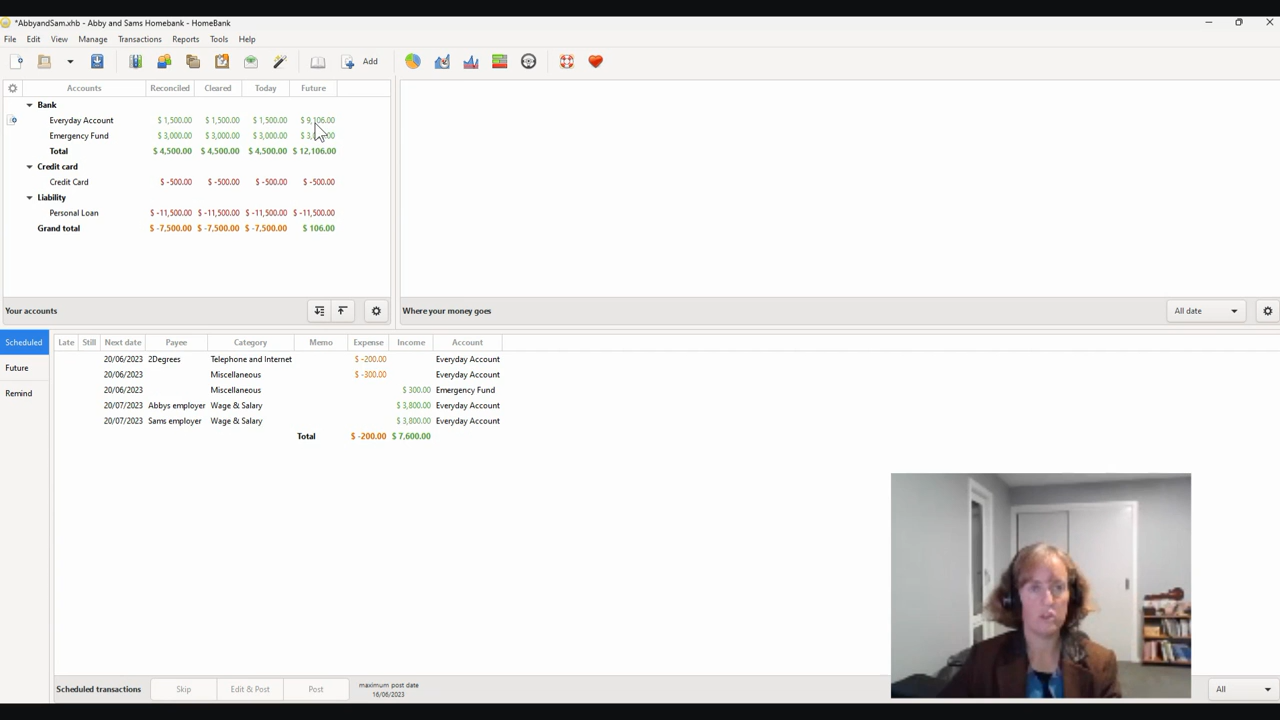 *AbbyandSam.xhb - Abby and Sams Homebank - HomeBank
File Edit View Manage Transactions Reports Tools Help
Add
Accounts Reconciled Cleared Today Future
Bank
Everyday Account $ 1,500.00 $ 1,500.00 $ 1,500.00 $ 9,106.00
Emergency Fund $ 3,000.00 $ 3,000.00 $ 3,000.00
Total $ 4,500.00 $ 4,500.00 $ 4,500.00 $ 12,106.00
Credit card
Credit Card $ -500.00 $ -500.00 $ -500.00 $ -500.00
Liability
Personal Loan $ -11,500.00 $ -11,500.00 $ -11,500.00 $ -11,500.00
Grand total $ -7,500.00 $ -7,500.00 $ -7,500.00 $ 106.00
Your accounts
Where your money goes All date
Scheduled
Future
Remind
Late Still Next date Payee Category Memo Expense Income Account
20/06/2023 2Degrees Telephone and Internet $ -200.00 Everyday Account
20/06/2023 Miscellaneous $ -300.00 Everyday Account
20/06/2023 Miscellaneous $ 300.00 Emergency Fund
20/07/2023 Abbys employer Wage & Salary $ 3,800.00 Everyday Account
20/07/2023 Sams employer Wage & Salary $ 3,800.00 Everyday Account
Total $ -200.00 $ 7,600.00
Scheduled transactions Skip Edit & Post Post
maximum post date
16/06/2023
All